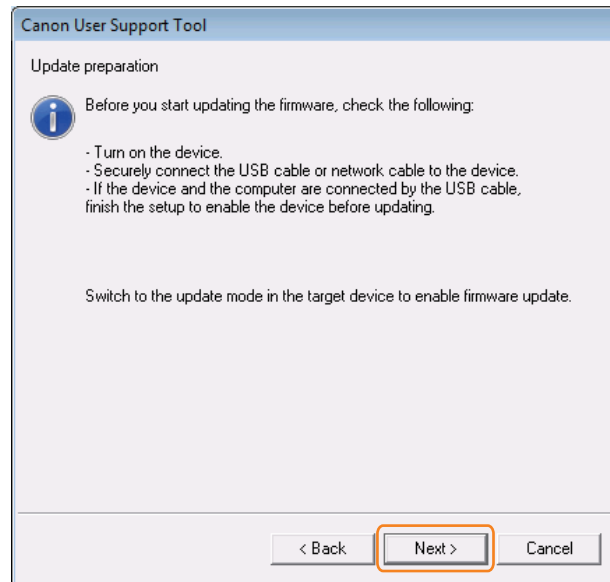 Canon User Support Tool
Update preparation
Before you start updating the firmware, check the following:
- Turn on the device.
- Securely connect the USB cable or network cable to the device.
- If the device and the computer are connected by the USB cable,
finish the setup to enable the device before updating.
Switch to the update mode in the target device to enable firmware update.
< Back Next > Cancel